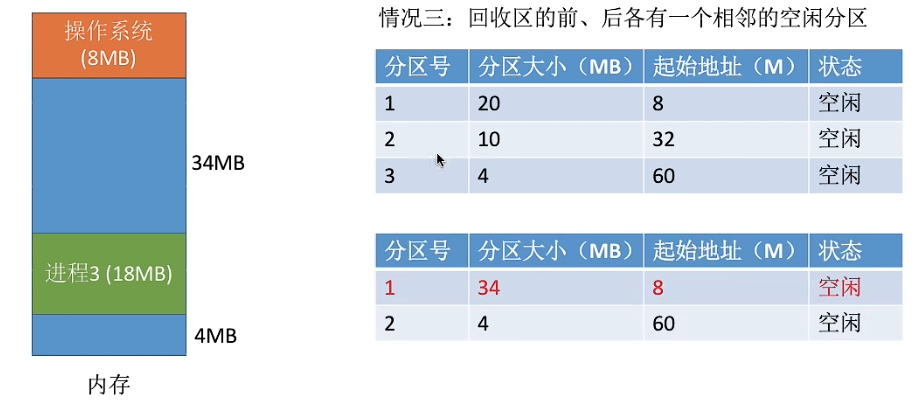 操作系统
(8MB)
34MB
进程3 (18MB)
4MB
内存
情况三：回收区的前、后各有一个相邻的空闲分区
分区号 分区大小（MB） 起始地址（M） 状态
1 20 8 空闲
2 10 32 空闲
3 4 60 空闲
分区号 分区大小（MB） 起始地址（M） 状态
1 34 8 空闲
2 4 60 空闲